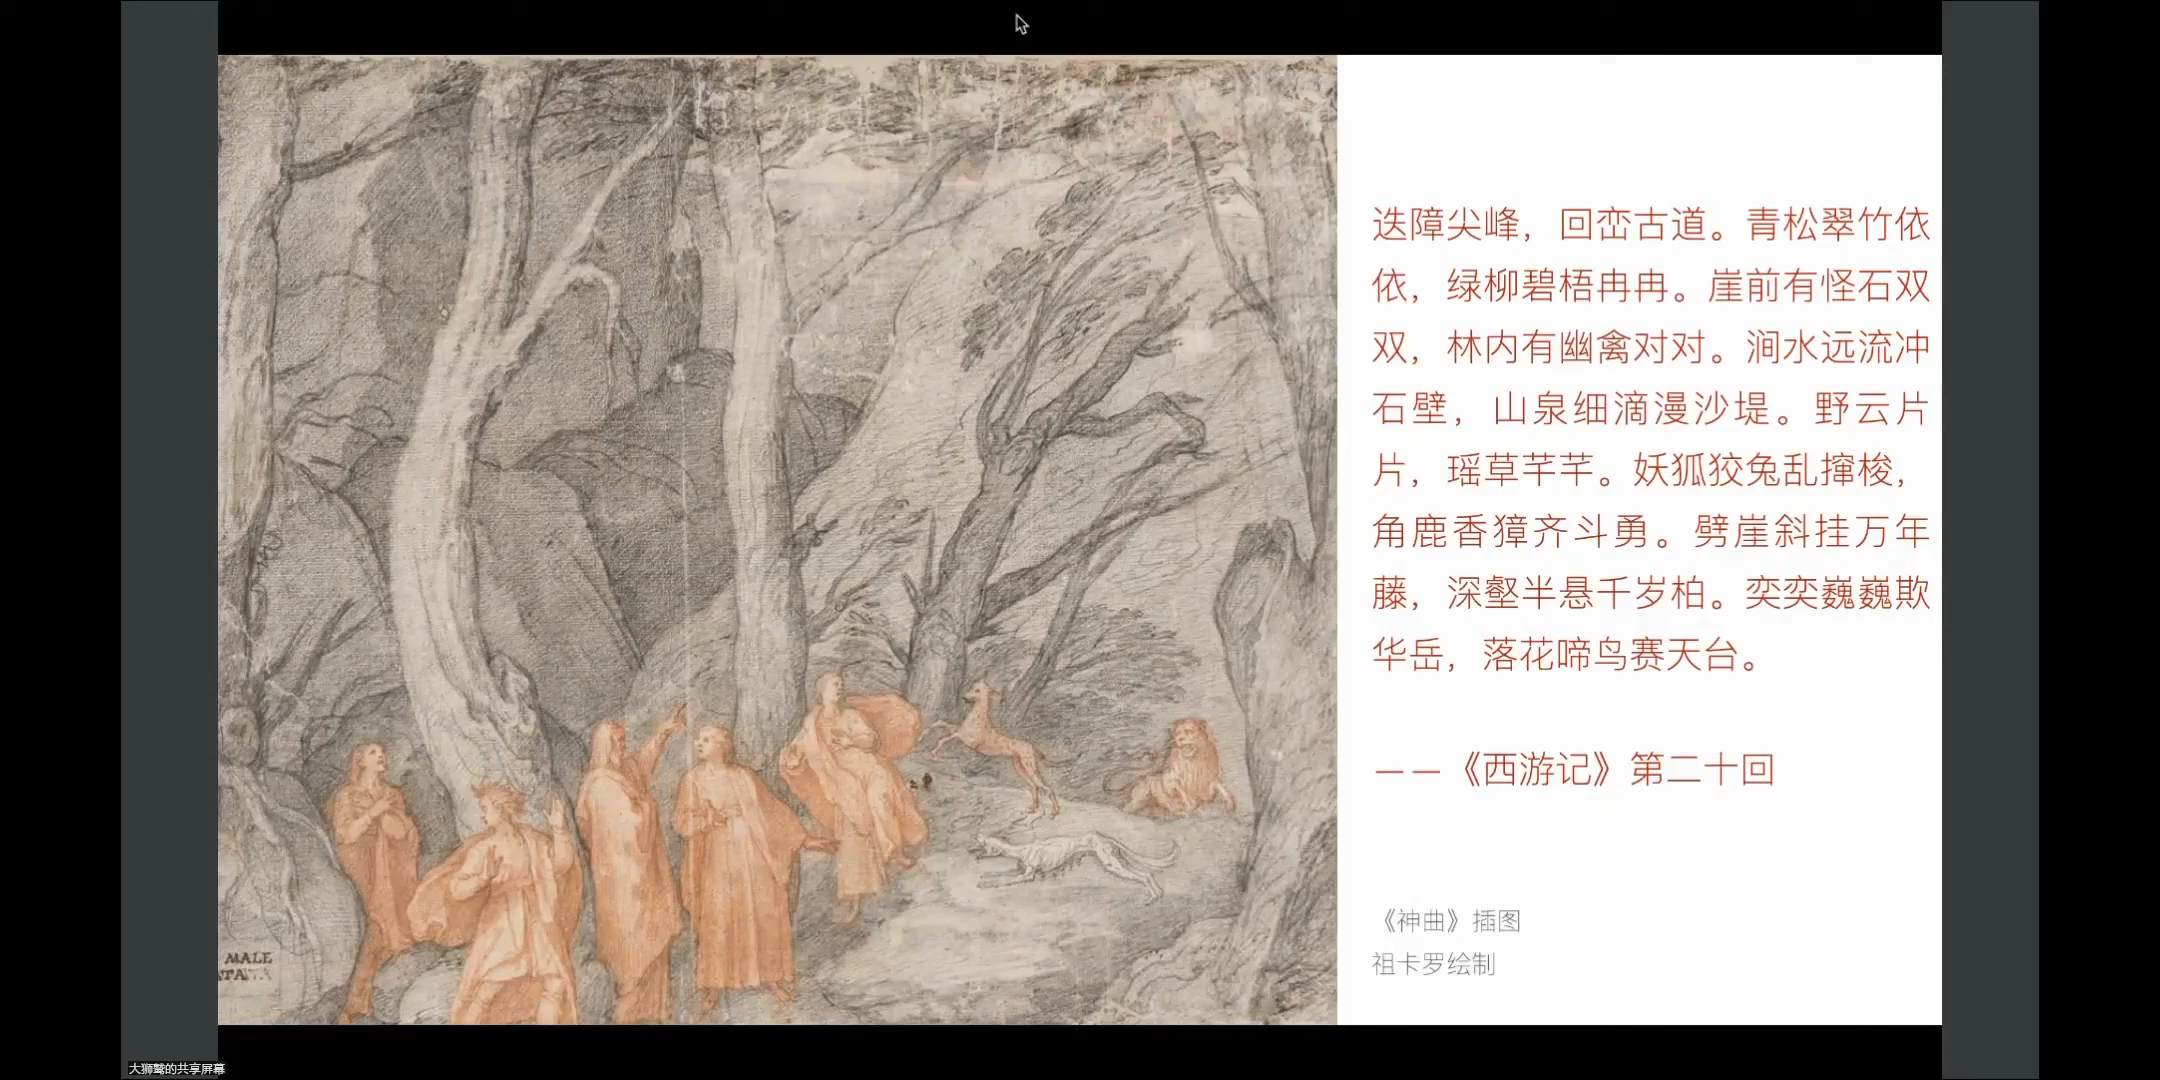 迭障尖峰，回峦古道。青松翠竹依
依，绿柳碧梧冉冉。崖前有怪石双
双，林内有幽禽对对。涧水远流冲
石壁，山泉细滴漫沙堤。野云片
片，瑶草芊芊。妖狐狡兔乱撺梭，
角鹿香獐齐斗勇。劈崖斜挂万年
藤，深壑半悬千岁柏。奕奕巍巍欺
华岳，落花啼鸟赛天台。
——《西游记》第二十回
《神曲》插图
祖卡罗绘制
MALE
大狮鹫的共享屏幕